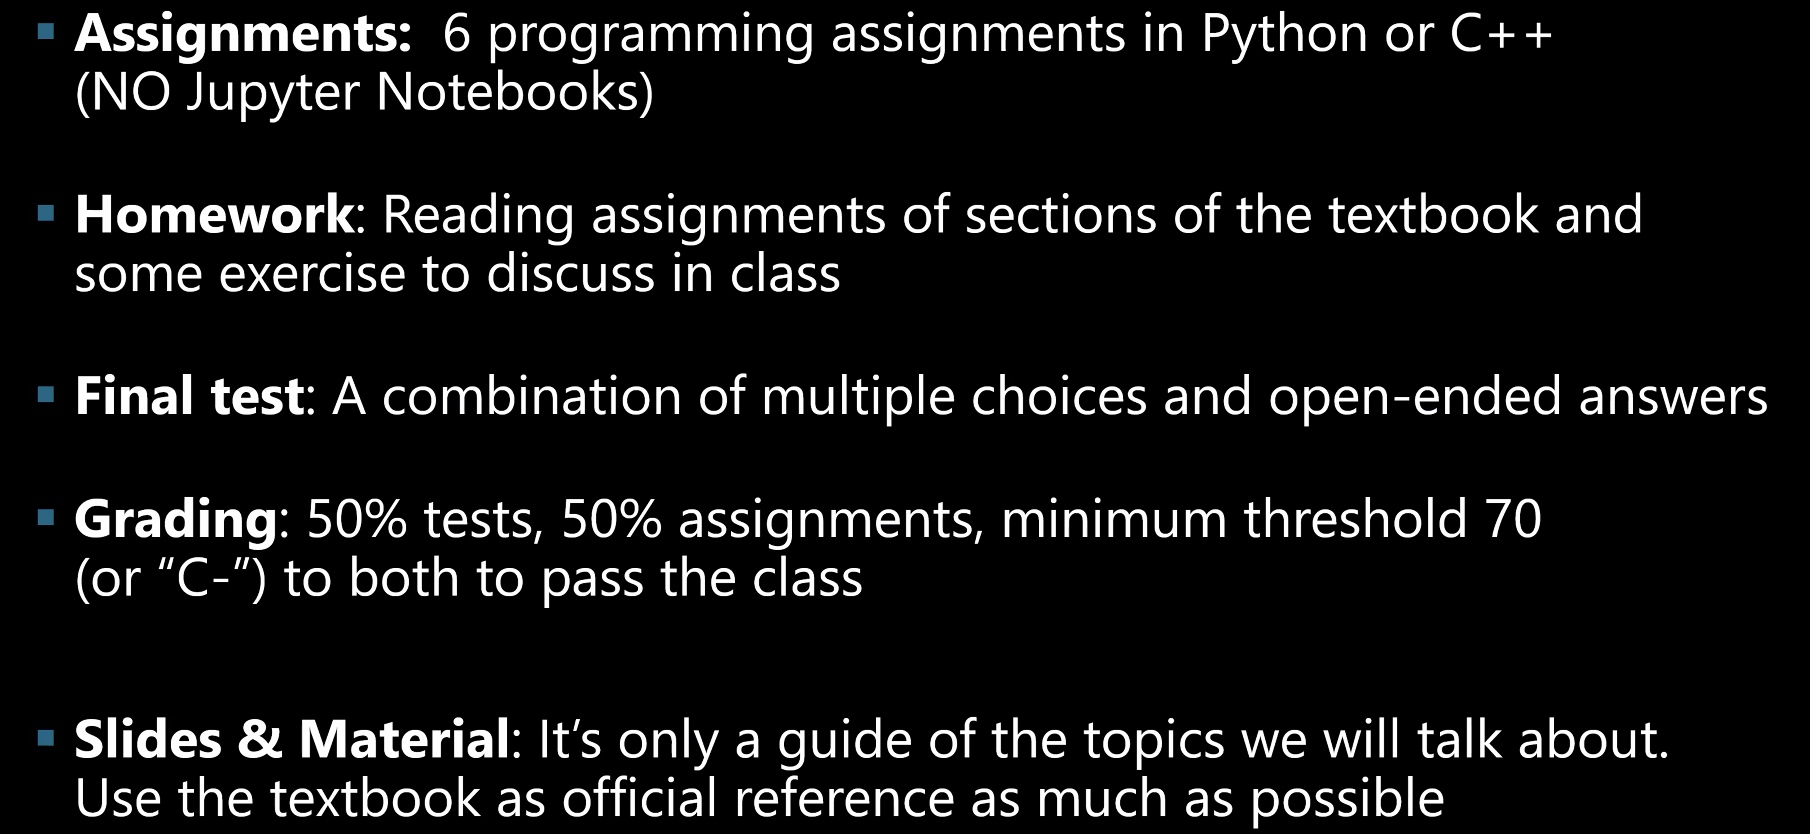 ▪ Assignments: 6 programming assignments in Python or C++
(NO Jupyter Notebooks)
▪ Homework: Reading assignments of sections of the textbook and
some exercise to discuss in class
▪ Final test: A combination of multiple choices and open-ended answers
▪ Grading: 50% tests, 50% assignments, minimum threshold 70
(or “C-”) to both to pass the class
▪ Slides & Material: It’s only a guide of the topics we will talk about.
Use the textbook as official reference as much as possible